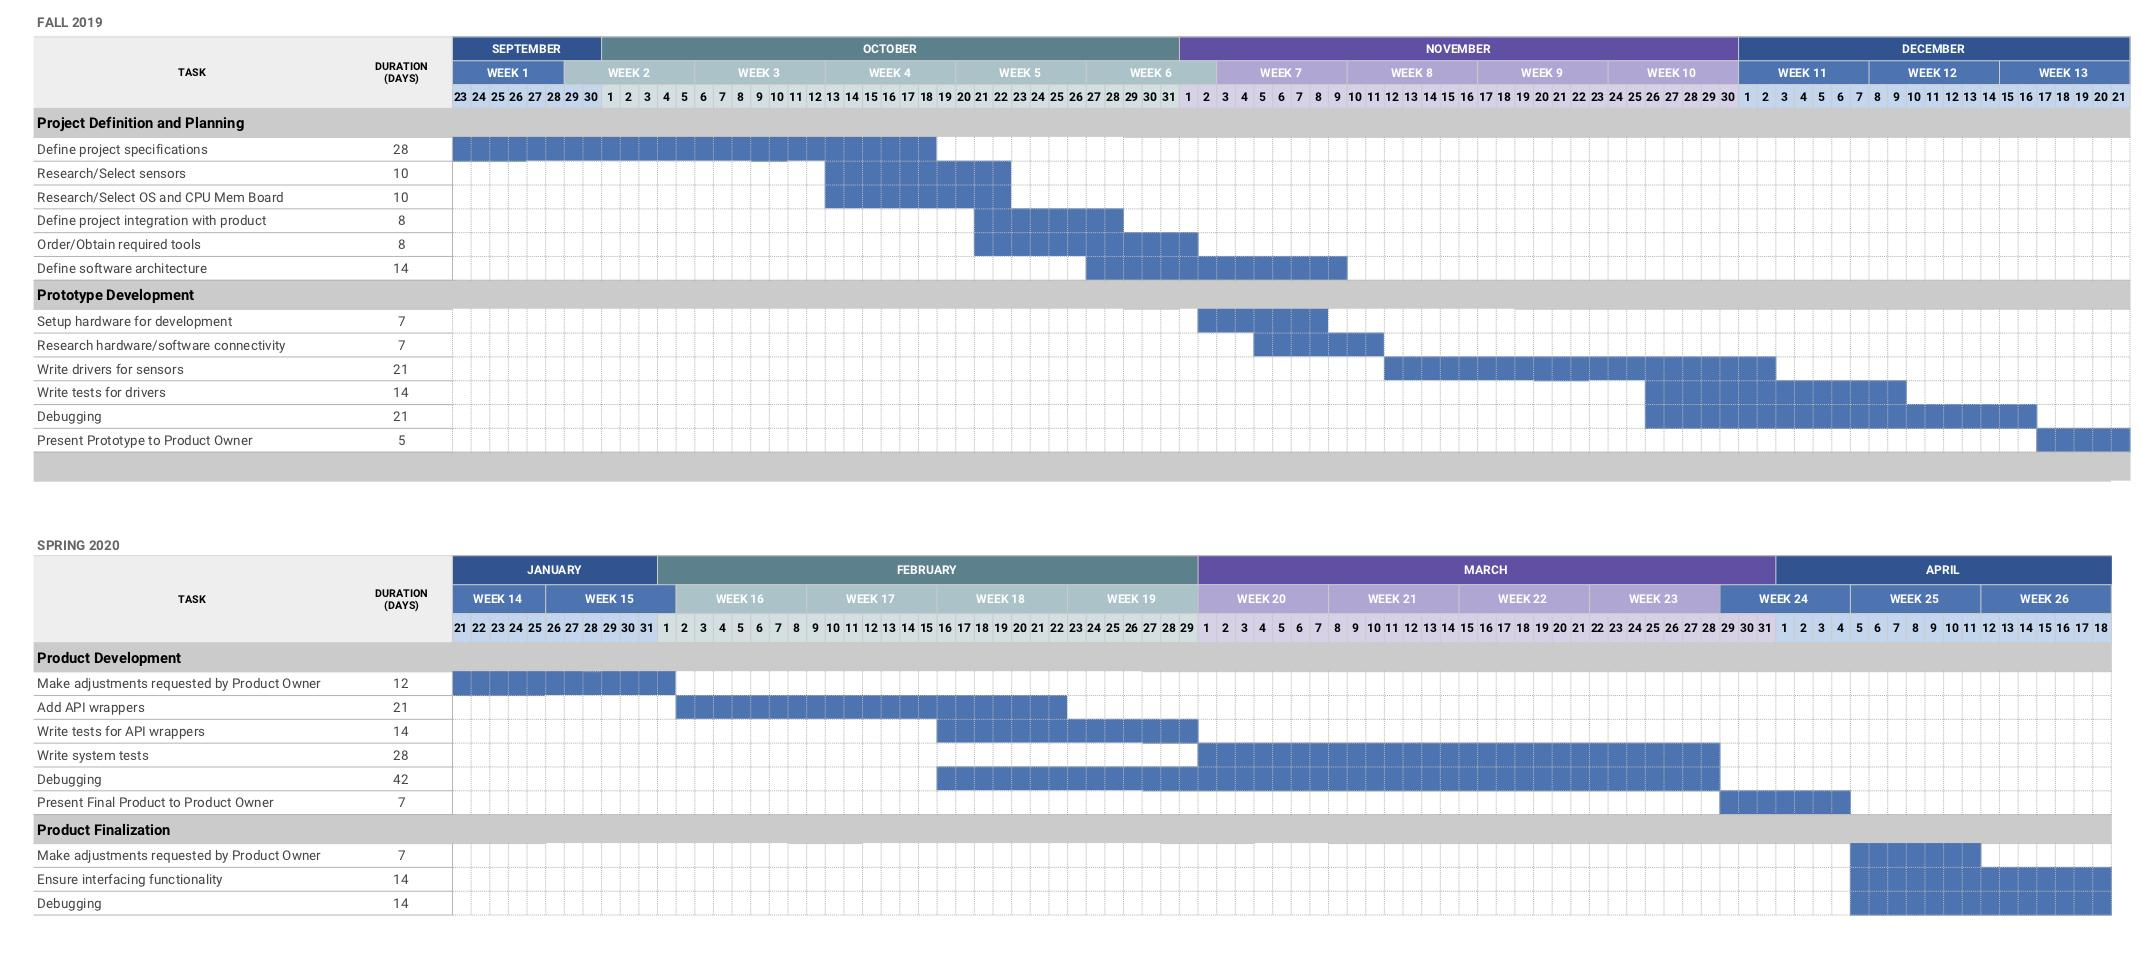 FALL 2019
TASK DURATION (DAYS) SEPTEMBER OCTOBER NOVEMBER DECEMBER
WEEK 1 WEEK 2 WEEK 3 WEEK 4 WEEK 5 WEEK 6 WEEK 7 WEEK 8 WEEK 9 WEEK 10 WEEK 11 WEEK 12 WEEK 13
23 24 25 26 27 28 29 30 1 2 3 4 5 6 7 8 9 10 11 12 13 14 15 16 17 18 19 20 21 22 23 24 25 26 27 28 29 30 31 1 2 3 4 5 6 7 8 9 10 11 12 13 14 15 16 17 18 19 20 21 22 23 24 25 26 27 28 29 30 1 2 3 4 5 6 7 8 9 10 11 12 13 14 15 16 17 18 19 20 21
Project Definition and Planning
Define project specifications 28
Research/Select sensors 10
Research/Select OS and CPU Mem Board 10
Define project integration with product 8
Order/Obtain required tools 8
Define software architecture 14
Prototype Development
Setup hardware for development 7
Research hardware/software connectivity 7
Write drivers for sensors 21
Write tests for drivers 14
Debugging 21
Present Prototype to Product Owner 5
SPRING 2020
TASK DURATION (DAYS) JANUARY FEBRUARY MARCH APRIL
WEEK 14 WEEK 15 WEEK 16 WEEK 17 WEEK 18 WEEK 19 WEEK 20 WEEK 21 WEEK 22 WEEK 23 WEEK 24 WEEK 25 WEEK 26
21 22 23 24 25 26 27 28 29 30 31 1 2 3 4 5 6 7 8 9 10 11 12 13 14 15 16 17 18 19 20 21 22 23 24 25 26 27 28 29 1 2 3 4 5 6 7 8 9 10 11 12 13 14 15 16 17 18 19 20 21 22 23 24 25 26 27 28 29 30 31 1 2 3 4 5 6 7 8 9 10 11 12 13 14 15 16 17 18
Product Development
Make adjustments requested by Product Owner 12
Add API wrappers 21
Write tests for API wrappers 14
Write system tests 28
Debugging 42
Present Final Product to Product Owner 7
Product Finalization
Make adjustments requested by Product Owner 7
Ensure interfacing functionality 14
Debugging 14